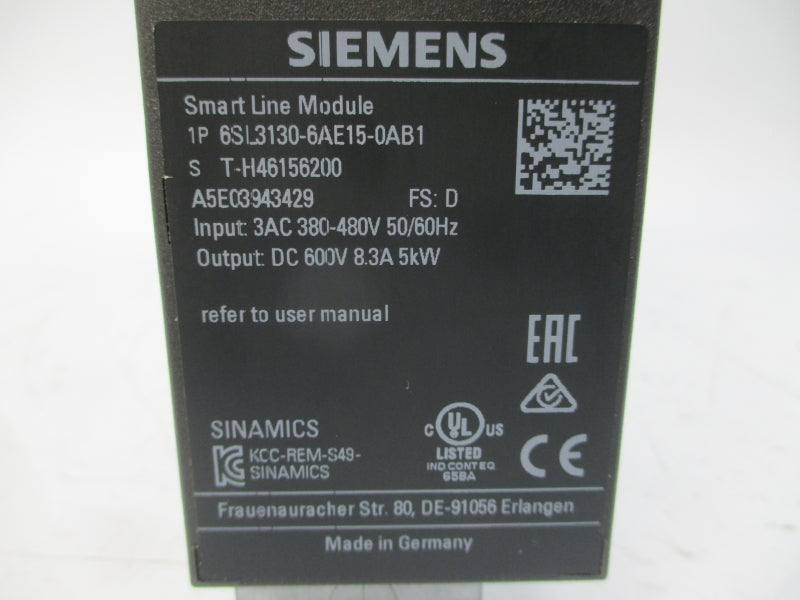 SIEMENS
Smart Line Module
1P 6SL3130-6AE15-0AB1
S T-H46156200
A5E03943429 FS: D
Input: 3AC 380-480V 50/60Hz
Output: DC 600V 8.3A 5kW
refer to user manual
EAC
SINAMICS
KCC-REM-S49-
SINAMICS
C UL US
LISTED
IND CONT EQ
65BA
CE
Frauenauracher Str. 80, DE-91056 Erlangen
Made in Germany